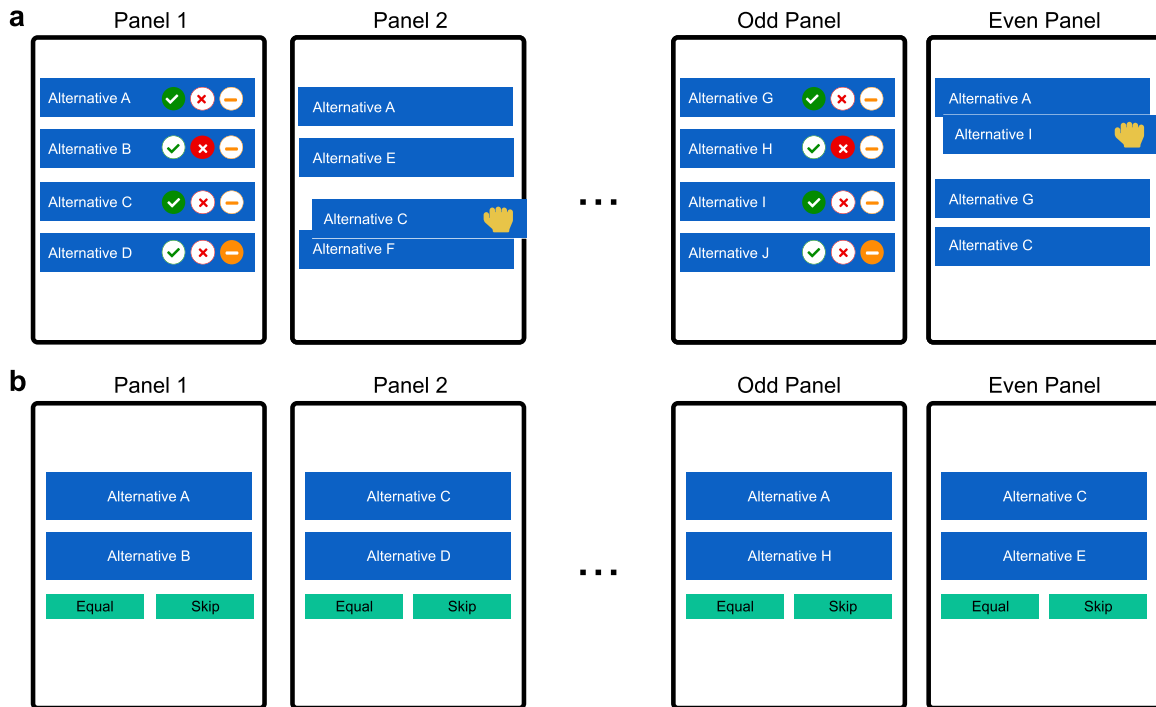 a
Panel 1
Panel 2
Odd Panel
Even Panel
Alternative A
Alternative B
Alternative C
Alternative D
Alternative A
Alternative E
Alternative C
Alternative F
...
Alternative G
Alternative H
Alternative I
Alternative J
Alternative A
Alternative I
Alternative G
Alternative C
b
Panel 1
Panel 2
Odd Panel
Even Panel
Alternative A
Alternative B
Equal
Skip
Alternative C
Alternative D
Equal
Skip
...
Alternative A
Alternative H
Equal
Skip
Alternative C
Alternative E
Equal
Skip